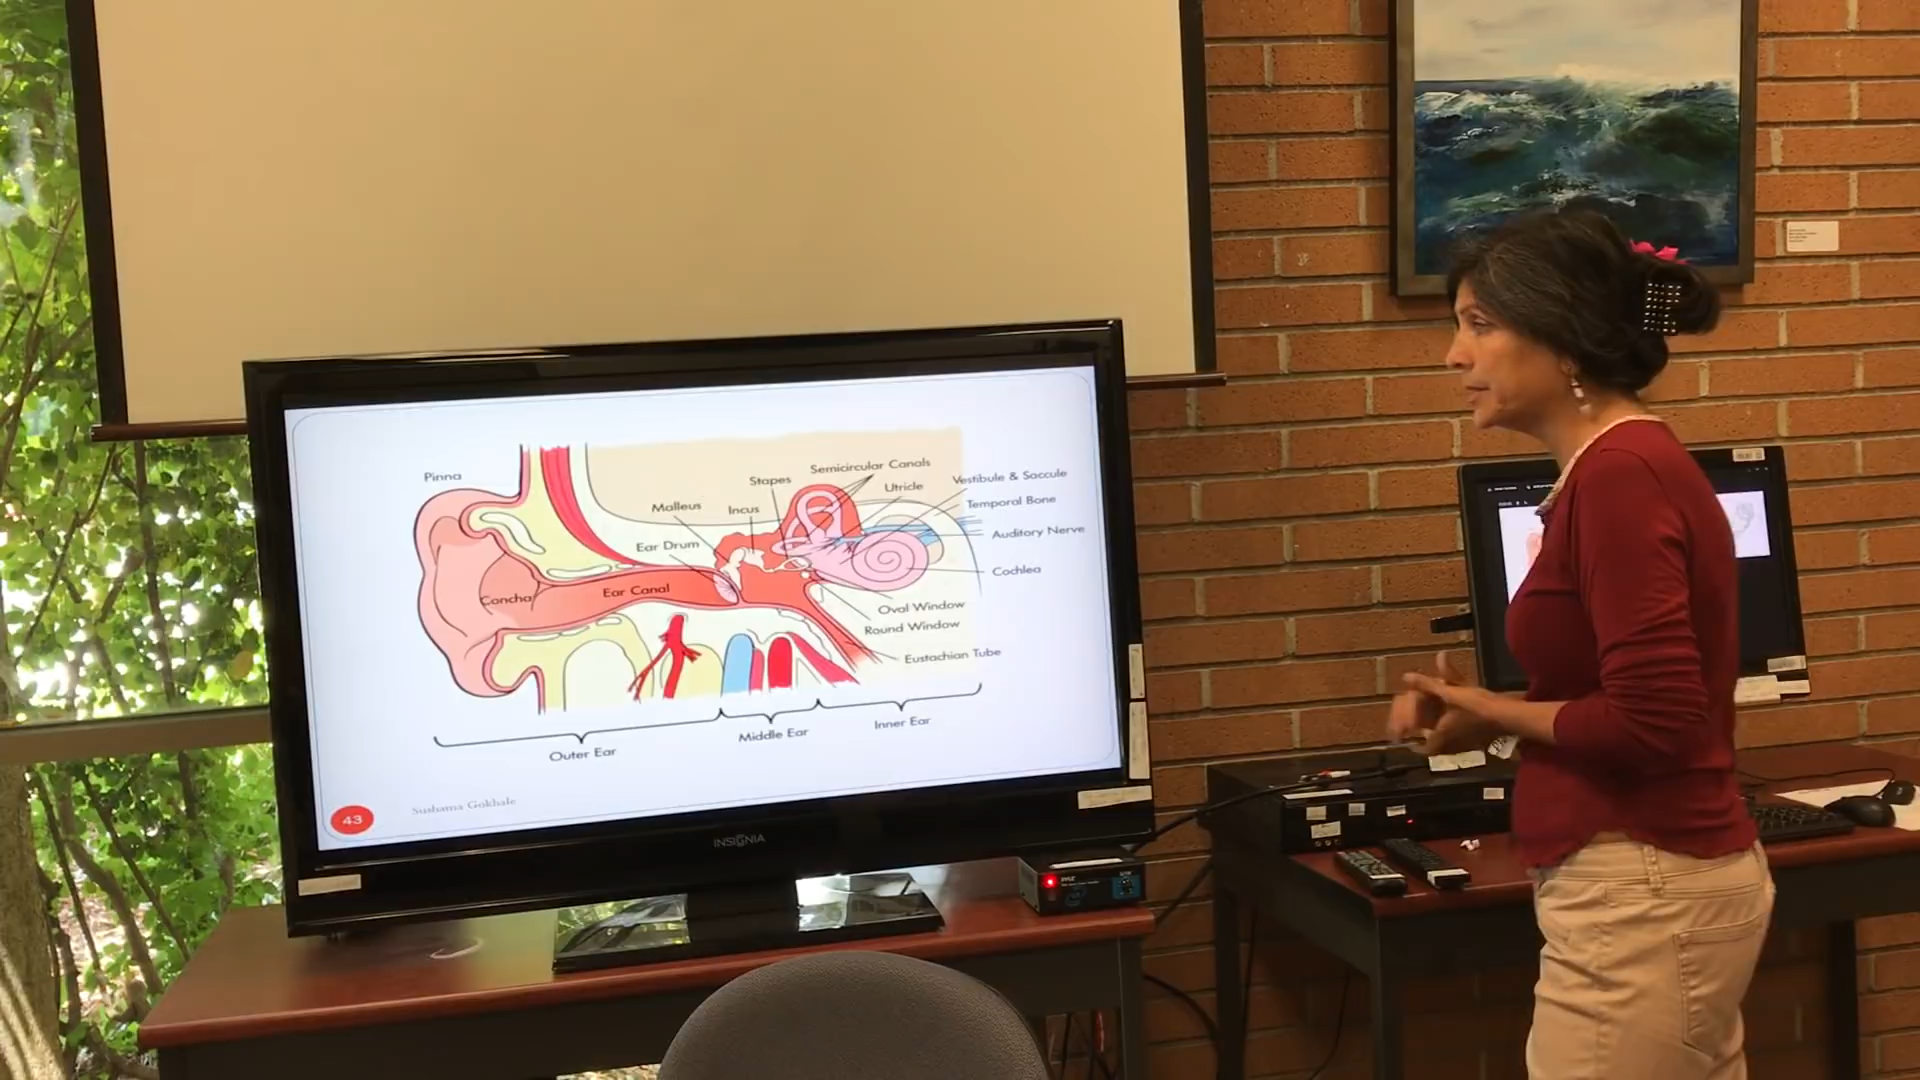 Pinna
Semicircular Canals
Stapes
Utricle
Vestibule & Saccule
Malleus
Incus
Temporal Bone
Ear Drum
Auditory Nerve
Cochlea
Concha
Ear Canal
Oval Window
Round Window
Eustachian Tube
Outer Ear
Middle Ear
Inner Ear
43
Sushama Gokhale
INSIGNIA